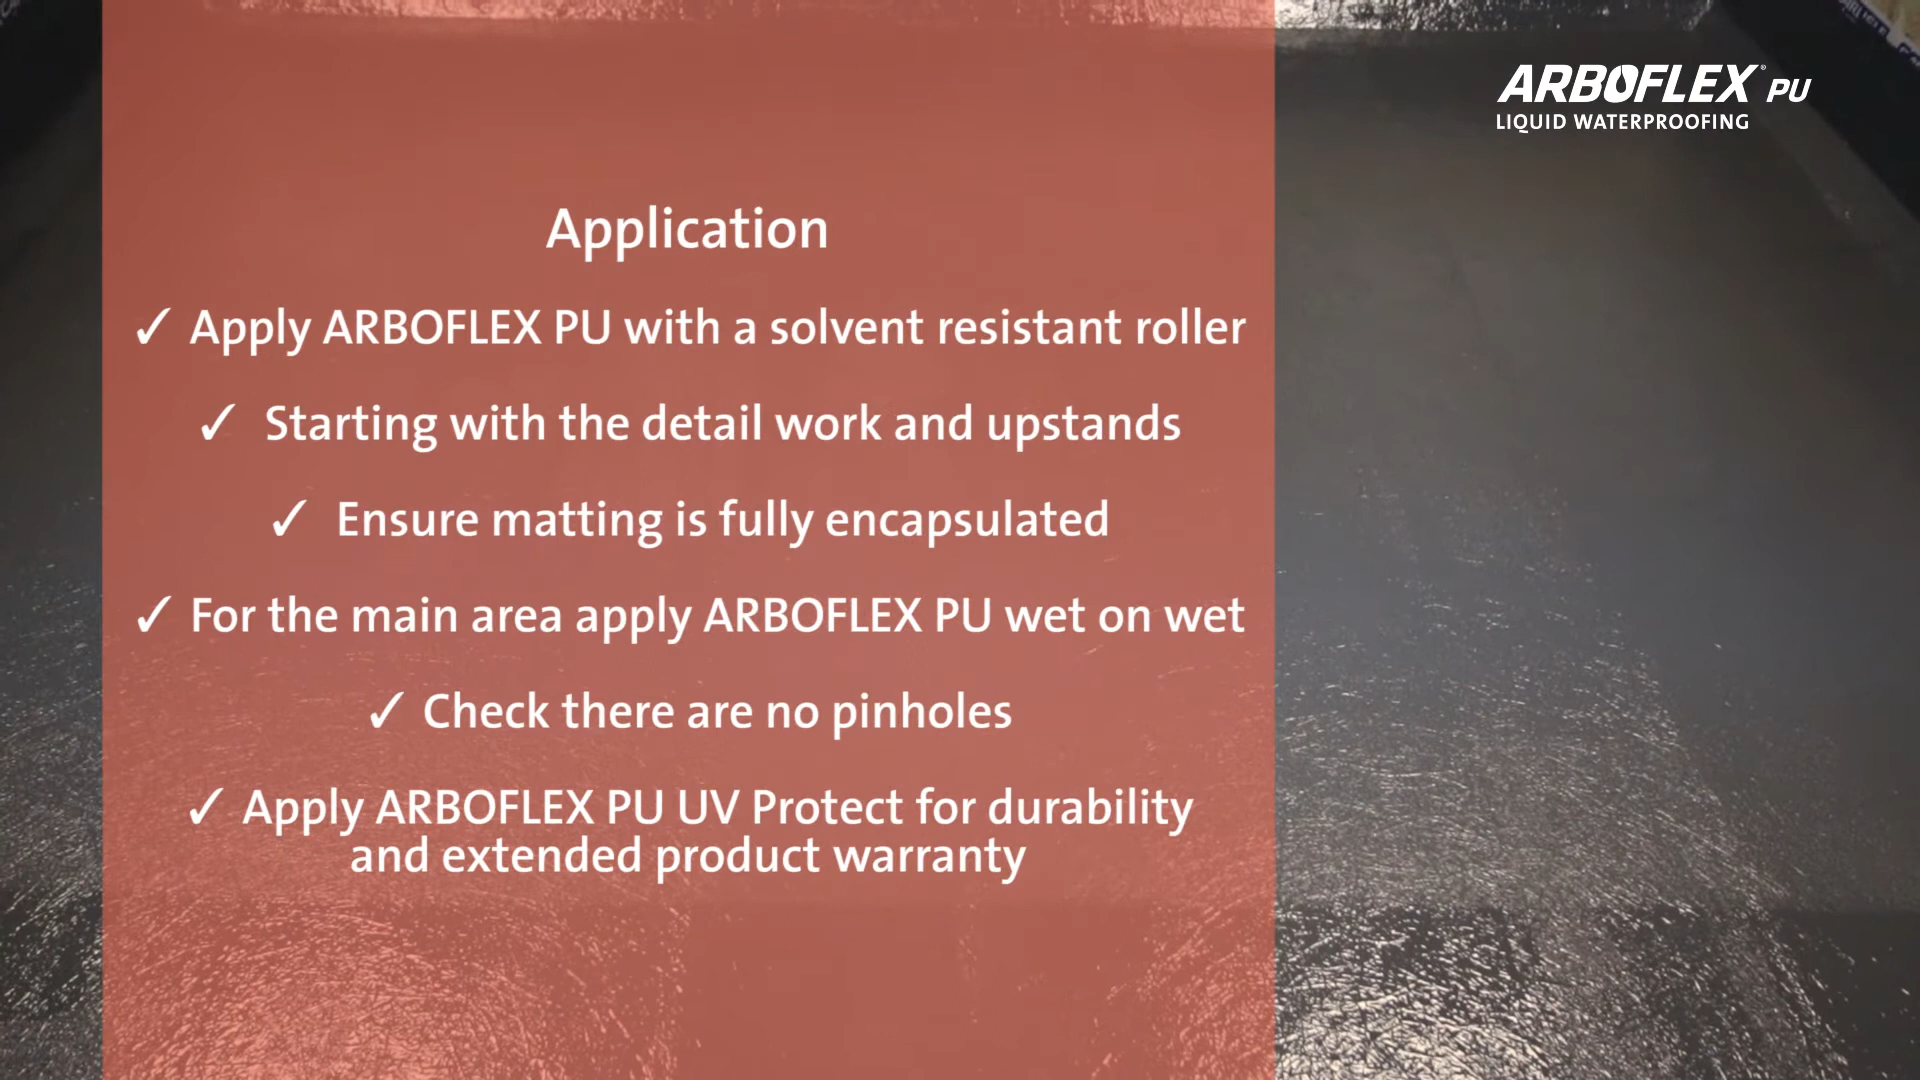 ARBOFLEX® PU
LIQUID WATERPROOFING
Application
✓ Apply ARBOFLEX PU with a solvent resistant roller
✓ Starting with the detail work and upstands
✓ Ensure matting is fully encapsulated
✓ For the main area apply ARBOFLEX PU wet on wet
✓ Check there are no pinholes
✓ Apply ARBOFLEX PU UV Protect for durability
and extended product warranty